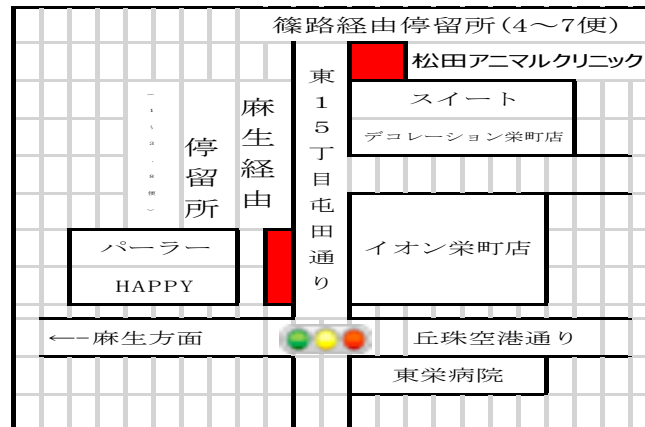 篠路経由停留所(4～7便)
松田アニマルクリニック
スイート
デコレーション栄町店
東15丁目屯田通り
麻生経由
停留所
パーラー
HAPPY
イオン栄町店
←−麻生方面
丘珠空港通り
東栄病院